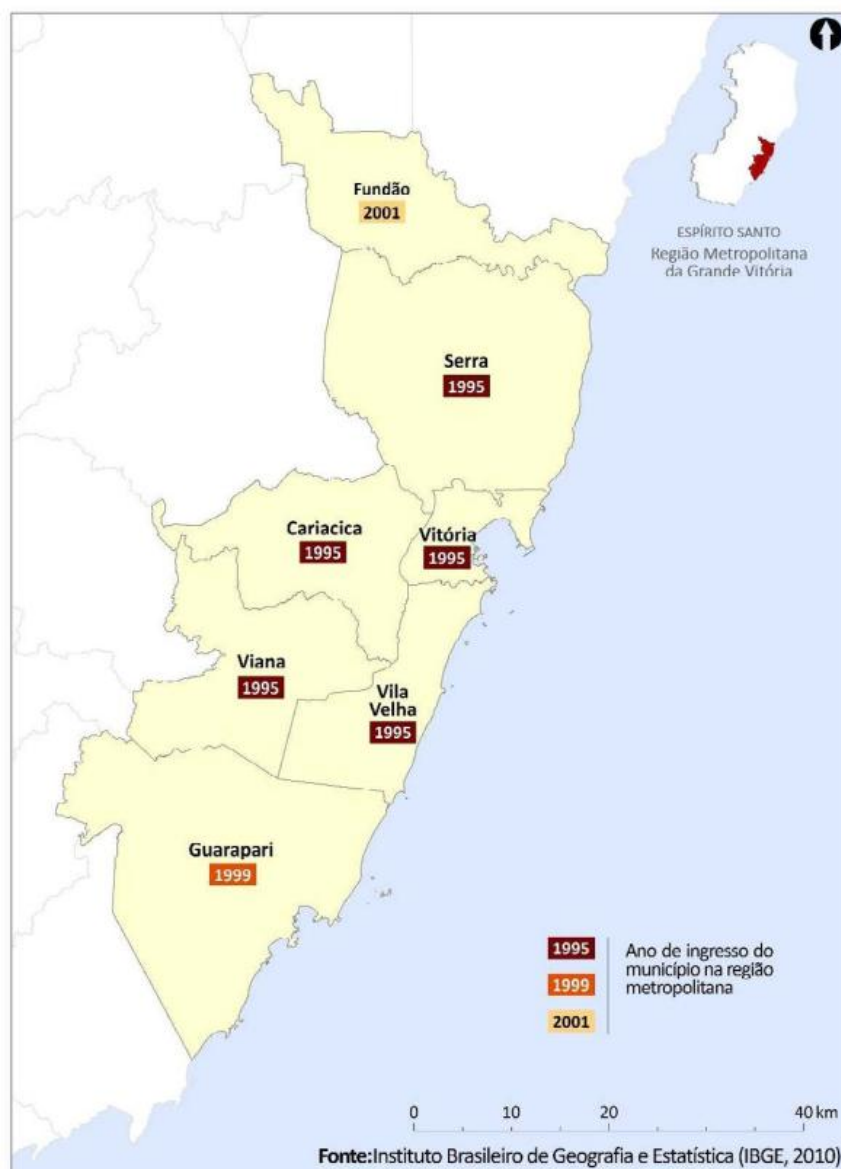 ESPÍRITO SANTO
Região Metropolitana
da Grande Vitória
Fundão
2001
Serra
1995
Cariacica
1995
Vitória
1995
Viana
1995
Vila
Velha
1995
Guarapari
1999
1995
1999
2001
Ano de ingresso do
município na região
metropolitana
0 10 20 40 km
Fonte:Instituto Brasileiro de Geografia e Estatística (IBGE, 2010)